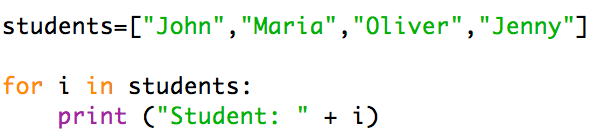 students=["John","Maria","Oliver","Jenny"]
for i in students:
    print ("Student: " + i)